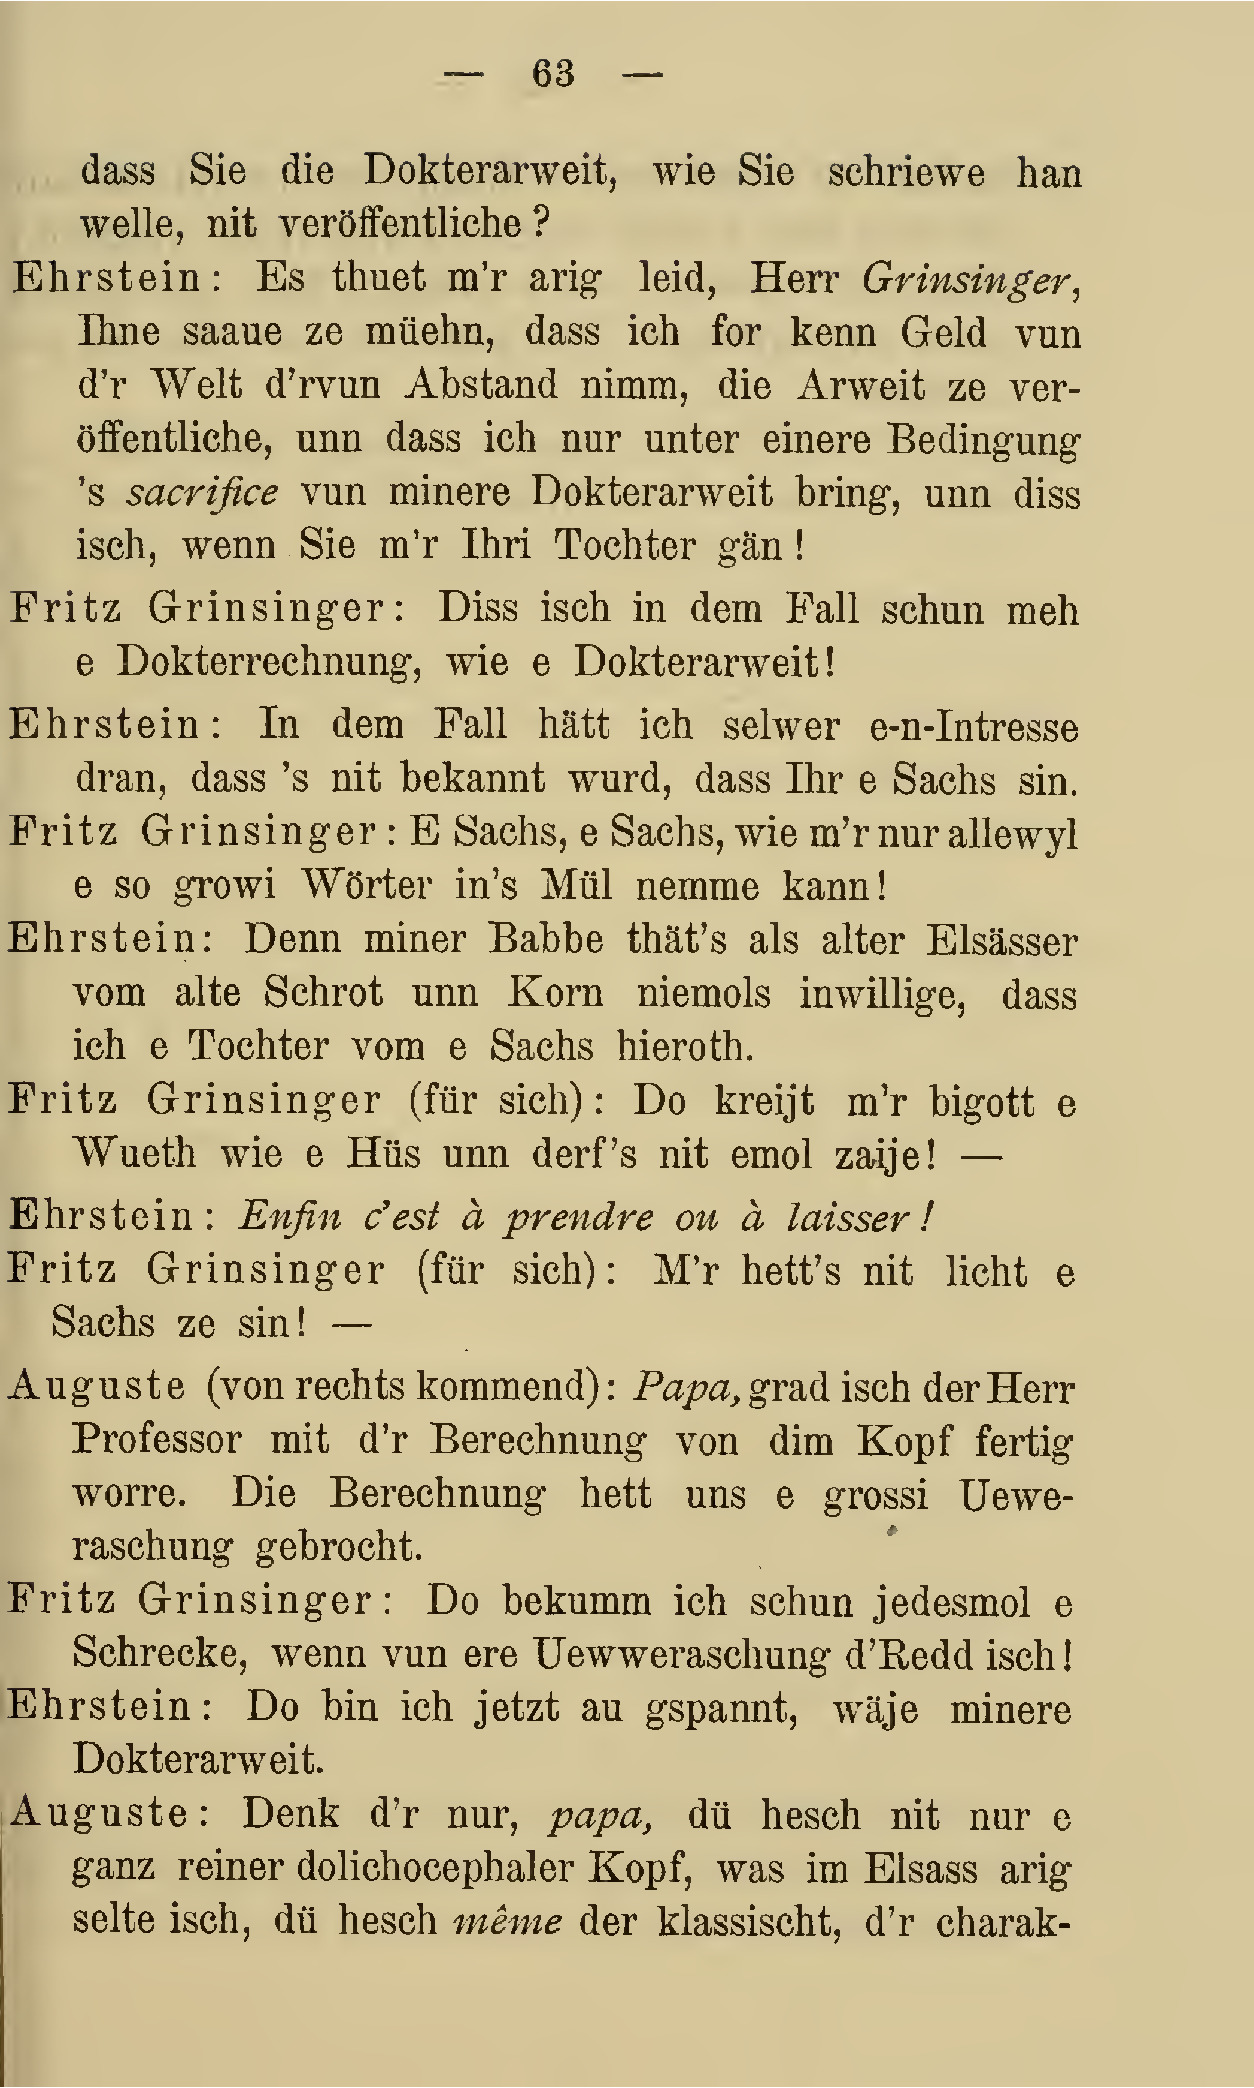 — 63 —
dass Sie die Dokterarweit, wie Sie schriewe han
welle, nit veröffentliche?
Ehrstein: Es thuet m'r arig leid, Herr Grinsinger,
Ihne saaue ze müehn, dass ich for kenn Geld vun
d'r Welt d'rvun Abstand nimm, die Arweit ze ver-
öffentliche, unn dass ich nur unter einere Bedingung
's sacrifice vun minere Dokterarweit bring, unn diss
isch, wenn Sie m'r Ihri Tochter gän!
Fritz Grinsinger: Diss isch in dem Fall schun meh
e Dokterrechnung, wie e Dokterarweit!
Ehrstein: In dem Fall hätt ich selwer e-n-Intresse
dran, dass 's nit bekannt wurd, dass Ihr e Sachs sin.
Fritz Grinsinger: E Sachs, e Sachs, wie m'r nur allewyl
e so growi Wörter in's Mül nemme kann!
Ehrstein: Denn miner Babbe thät's als alter Elsässer
vom alte Schrot unn Korn niemols inwillige, dass
ich e Tochter vom e Sachs hieroth.
Fritz Grinsinger (für sich): Do kreijt m'r bigott e
Wueth wie e Hüs unn derf's nit emol zaije! —
Ehrstein: Enfin c'est à prendre ou à laisser!
Fritz Grinsinger (für sich): M'r hett's nit licht e
Sachs ze sin! —
Auguste (von rechts kommend): Papa, grad isch der Herr
Professor mit d'r Berechnung von dim Kopf fertig
worre. Die Berechnung hett uns e grossi Uewe-
raschung gebrocht.
Fritz Grinsinger: Do bekumm ich schun jedesmol e
Schrecke, wenn vun ere Uewweraschung d'Redd isch!
Ehrstein: Do bin ich jetzt au gspannt, wäje minere
Dokterarweit.
Auguste: Denk d'r nur, papa, dü hesch nit nur e
ganz reiner dolichocephaler Kopf, was im Elsass arig
selte isch, dü hesch même der klassischt, d'r charak-